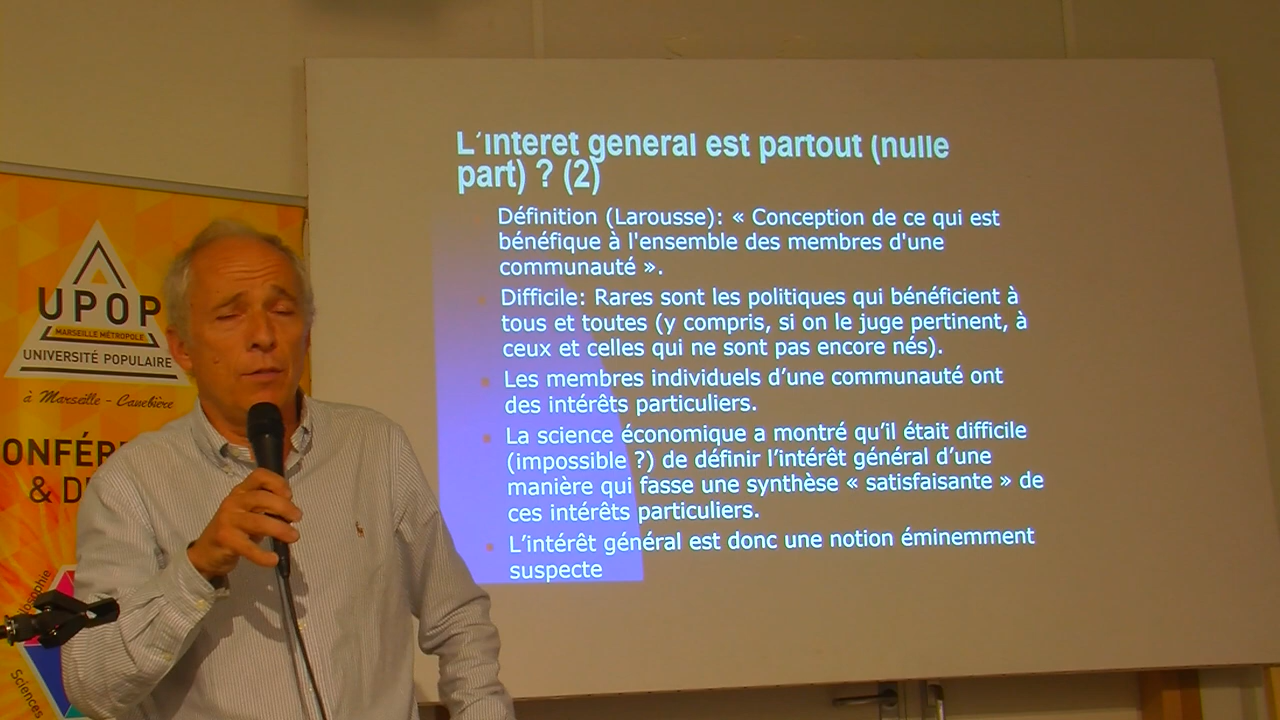 UPOP
MARSEILLE MÉTROPOLE
UNIVERSITÉ POPULAIRE
à Marseille - Canebière
ONFÉR
& D
Sciences
L'intérêt général est partout (nulle
part) ? (2)
Définition (Larousse): « Conception de ce qui est
bénéfique à l'ensemble des membres d'une
communauté ».
Difficile: Rares sont les politiques qui bénéficient à
tous et toutes (y compris, si on le juge pertinent, à
ceux et celles qui ne sont pas encore nés).
Les membres individuels d'une communauté ont
des intérêts particuliers.
La science économique a montré qu'il était difficile
(impossible ?) de définir l'intérêt général d'une
manière qui fasse une synthèse « satisfaisante » de
ces intérêts particuliers.
L'intérêt général est donc une notion éminemment
suspecte